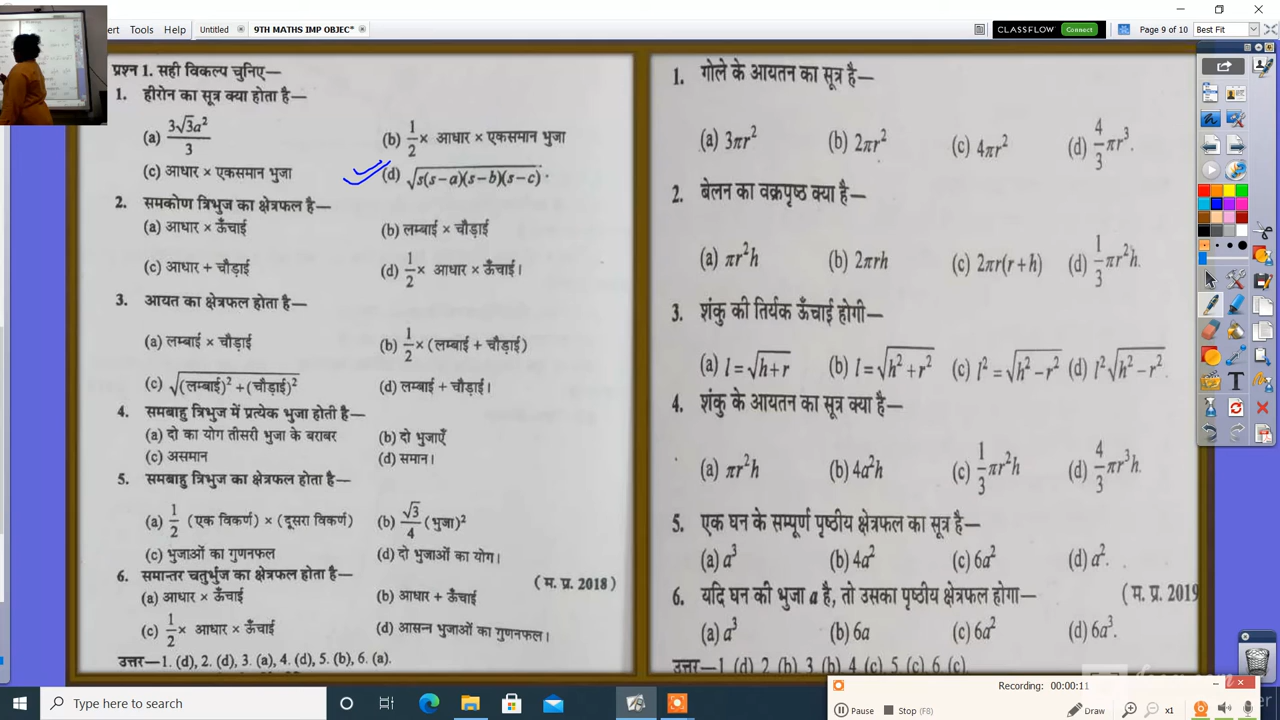 ert Tools Help Untitled 9TH MATHS IMP OBJEC* CLASSFLOW Connect Page 9 of 10 Best Fit
प्रश्न 1. सही विकल्प चुनिए—
1. हीरोन का सूत्र क्या होता है—
(a) 3√3a²/3 (b) 1/2 × आधार × एकसमान भुजा
(c) आधार × एकसमान भुजा (d) √s(s−a)(s−b)(s−c) ·
2. समकोण त्रिभुज का क्षेत्रफल है—
(a) आधार × ऊँचाई (b) लम्बाई × चौड़ाई
(c) आधार + चौड़ाई (d) 1/2 × आधार × ऊँचाई।
3. आयत का क्षेत्रफल होता है—
(a) लम्बाई × चौड़ाई (b) 1/2 × (लम्बाई + चौड़ाई)
(c) √(लम्बाई)² + (चौड़ाई)² (d) लम्बाई + चौड़ाई।
4. समबाहु त्रिभुज में प्रत्येक भुजा होती है—
(a) दो का योग तीसरी भुजा के बराबर (b) दो भुजाएँ
(c) असमान (d) समान।
5. समबाहु त्रिभुज का क्षेत्रफल होता है—
(a) 1/2 (एक विकर्ण) × (दूसरा विकर्ण) (b) √3/4 (भुजा)²
(c) भुजाओं का गुणनफल (d) दो भुजाओं का योग।
6. समान्तर चतुर्भुज का क्षेत्रफल होता है— (म. प्र. 2018)
(a) आधार × ऊँचाई (b) आधार + ऊँचाई
(c) 1/2 × आधार × ऊँचाई (d) आसन्न भुजाओं का गुणनफल।
उत्तर—1. (d), 2. (d), 3. (a), 4. (d), 5. (b), 6. (a).
1. गोले के आयतन का सूत्र है—
(a) 3πr² (b) 2πr² (c) 4πr² (d) 4/3 πr³.
2. बेलन का वक्रपृष्ठ क्या है—
(a) πr²h (b) 2πrh (c) 2πr(r+h) (d) 1/3 πr²h.
3. शंकु की तिर्यक ऊँचाई होगी—
(a) l = √h+r (b) l = √h²+r² (c) l² = √h²−r² (d) l²√h²−r².
4. शंकु के आयतन का सूत्र क्या है—
(a) πr²h (b) 4a²h (c) 1/3 πr²h (d) 4/3 πr³h.
5. एक घन के सम्पूर्ण पृष्ठीय क्षेत्रफल का सूत्र है—
(a) a³ (b) 4a² (c) 6a² (d) a².
6. यदि घन की भुजा a है, तो उसका पृष्ठीय क्षेत्रफल होगा— (म. प्र. 2019
(a) a³ (b) 6a (c) 6a² (d) 6a³.
उत्तर—1. (d) 2. (b) 3. (b) 4. (c) 5. (c) 6. (c)
Recording: 00:00:11
Pause Stop (F8) Draw x1
Type here to search